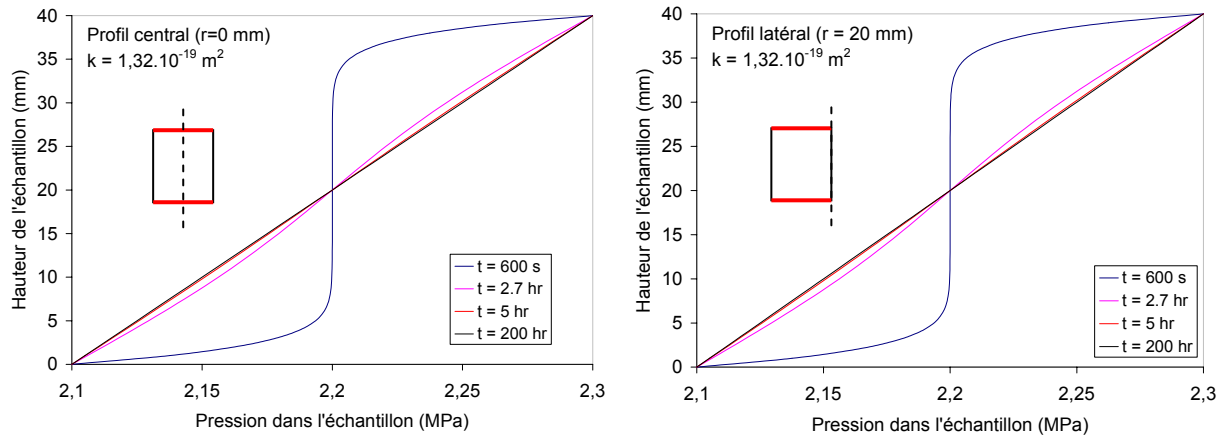 Profil central (r=0 mm)
k = 1,32.10⁻¹⁹ m²
Hauteur de l'échantillon (mm)
40
35
30
25
20
15
10
5
0
t = 600 s
t = 2.7 hr
t = 5 hr
t = 200 hr
2,1 2,15 2,2 2,25 2,3
Pression dans l'échantillon (MPa)
Profil latéral (r = 20 mm)
k = 1,32.10⁻¹⁹ m²
Hauteur de l'échantillon (mm)
40
35
30
25
20
15
10
5
0
t = 600 s
t = 2.7 hr
t = 5 hr
t = 200 hr
2,1 2,15 2,2 2,25 2,3
Pression dans l'échantillon (MPa)